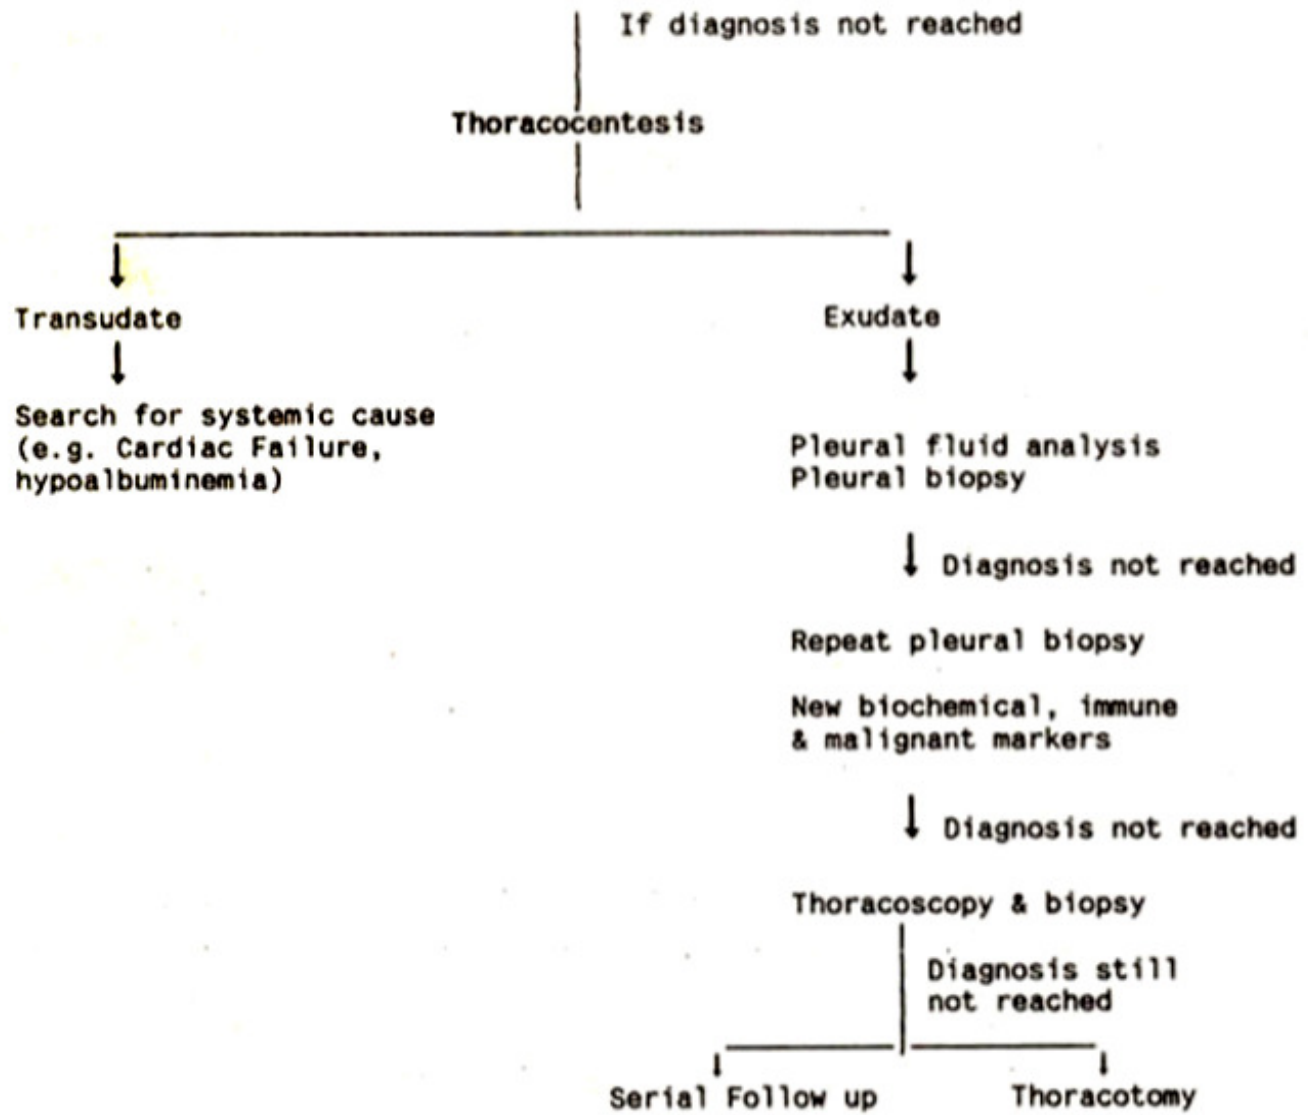 If diagnosis not reached
Thoracocentesis
Transudate
Exudate
Search for systemic cause
(e.g. Cardiac Failure,
hypoalbuminemia)
Pleural fluid analysis
Pleural biopsy
Diagnosis not reached
Repeat pleural biopsy
New biochemical, immune
& malignant markers
Diagnosis not reached
Thoracoscopy & biopsy
Diagnosis still
not reached
Serial Follow up
Thoracotomy